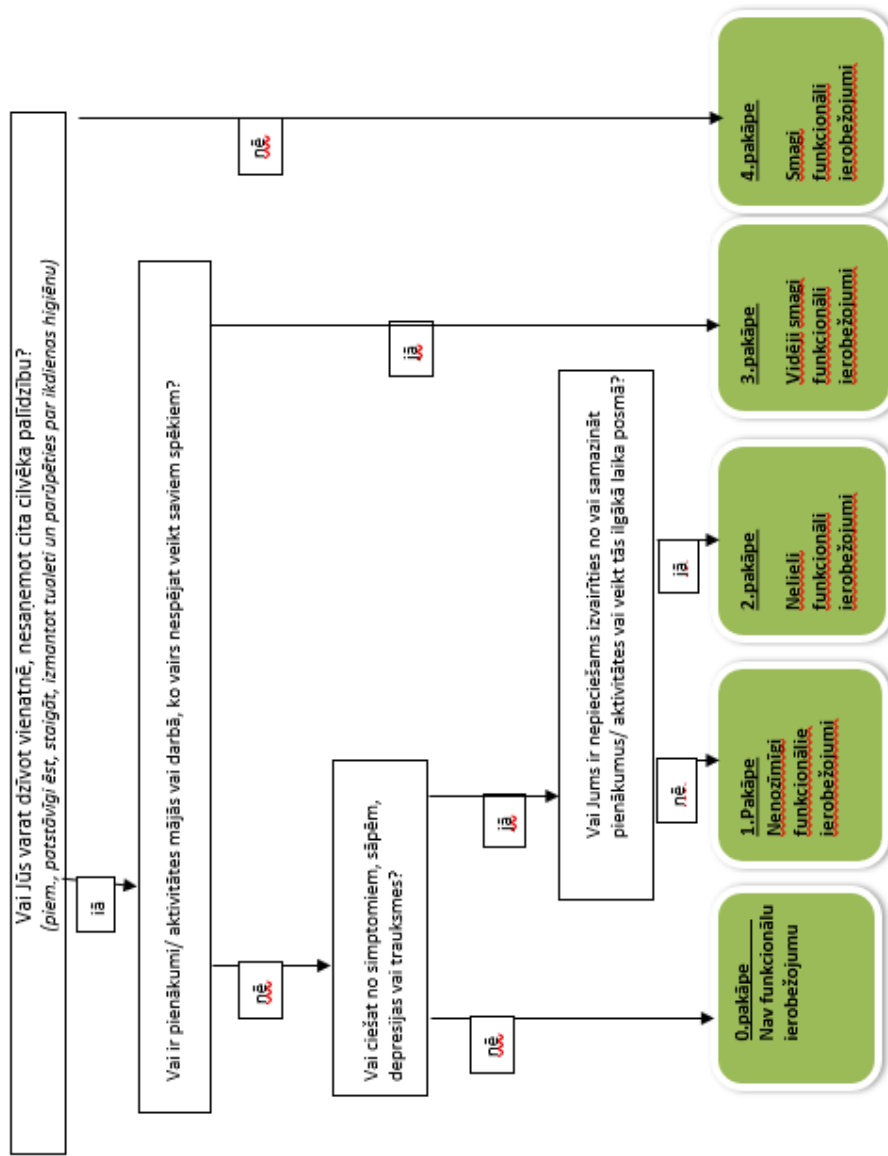 Vai Jūs varat dzīvot vienatnē, nesaņemot cita cilvēka palīdzību?
(piem., patstāvīgi ēst, staigāt, izmantot tualeti un parūpēties par ikdienas higiēnu)
jā
nē
Vai ir pienākumi/ aktivitātes mājās vai darbā, ko vairs nespējat veikt saviem spēkiem?
nē
jā
Vai ciešat no simptomiem, sāpēm,
depresijas vai trauksmes?
nē
jā
Vai Jums ir nepieciešams izvairīties no vai samazināt
pienākumus/ aktivitātes vai veikt tās ilgākā laika posmā?
nē
jā
0.pakāpe
Nav funkcionālu
ierobežojumu
1.Pakāpe
Nenozīmīgi
funkcionālie
ierobežojumi
2.pakāpe
Nelieli
funkcionāli
ierobežojumi
3.pakāpe
Vidēji smagi
funkcionāli
ierobežojumi
4.pakāpe
Smagi
funkcionāli
ierobežojumi